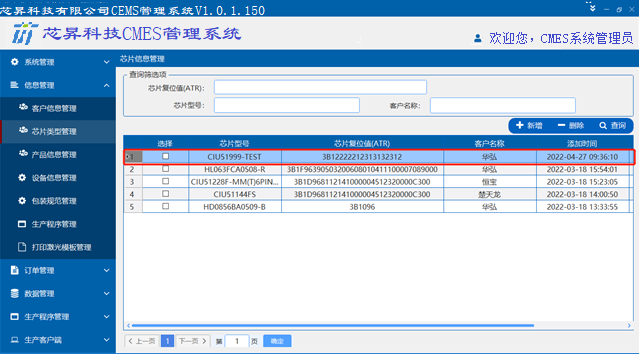 芯昇科技有限公司CEMS管理系统V1.0.1.150
芯昇科技CMES管理系统
欢迎您，CMES系统管理员
系统管理
信息管理
客户信息管理
芯片类型管理
产品信息管理
设备信息管理
包装规范管理
生产程序管理
打印激光模板管理
订单管理
数据管理
生产程序管理
生产客户端
芯片信息管理
查询筛选项
芯片复位值(ATR):
芯片型号: 客户名称:
新增 删除 查询
选择 芯片型号 芯片复位值(ATR) 客户名称 添加时间
1 CIUS1999-TEST 3B12222212313132312 华弘 2022-04-27 09:36:10
2 HL063FCA0508-R 3B1F96390503200608010411100007089000 华弘 2022-03-18 15:54:01
3 CIU51228F-MM(T)6PIN... 3B1D968112141000004512320000C300 恒宝 2022-03-18 15:23:05
4 CIU51144FS 3B1D968112141000004512320000C300 楚天龙 2022-03-18 14:00:50
5 HD0856BA0509-B 3B1096 华弘 2022-03-18 13:33:55
上一页 1 下一页 第 1 页 确定